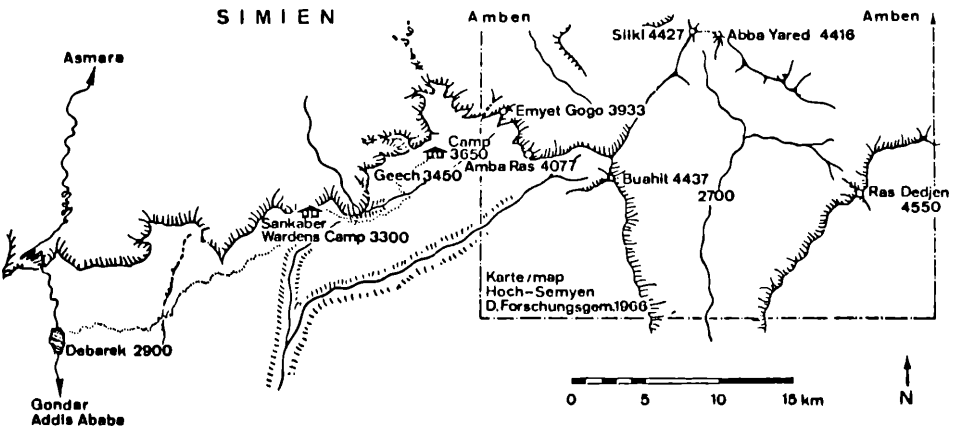 SIMIEN
Amben
Amben
Silki 4427
Abba Yared 4416
Asmara
Emyet Gogo 3933
Camp
3650
Geech 3450
Amba Ras 4077
Buahit 4437
2700
Ras Dedjen
4550
Sankaber
Wardens Camp 3300
Karte/map
Hoch-Semyen
D. Forschungsgem. 1966
Debarek 2900
Gondar
Addis Ababa
0 5 10 15 km
N